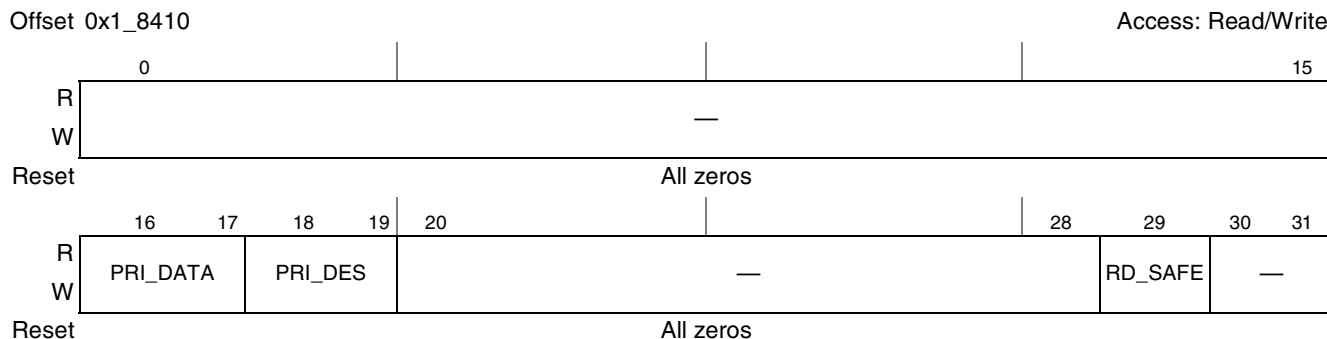 Offset 0x1_8410 Access: Read/Write
0 15
R
—
W
Reset All zeros
16 17 18 19 20 28 29 30 31
R
PRI_DATA PRI_DES — RD_SAFE —
W
Reset All zeros